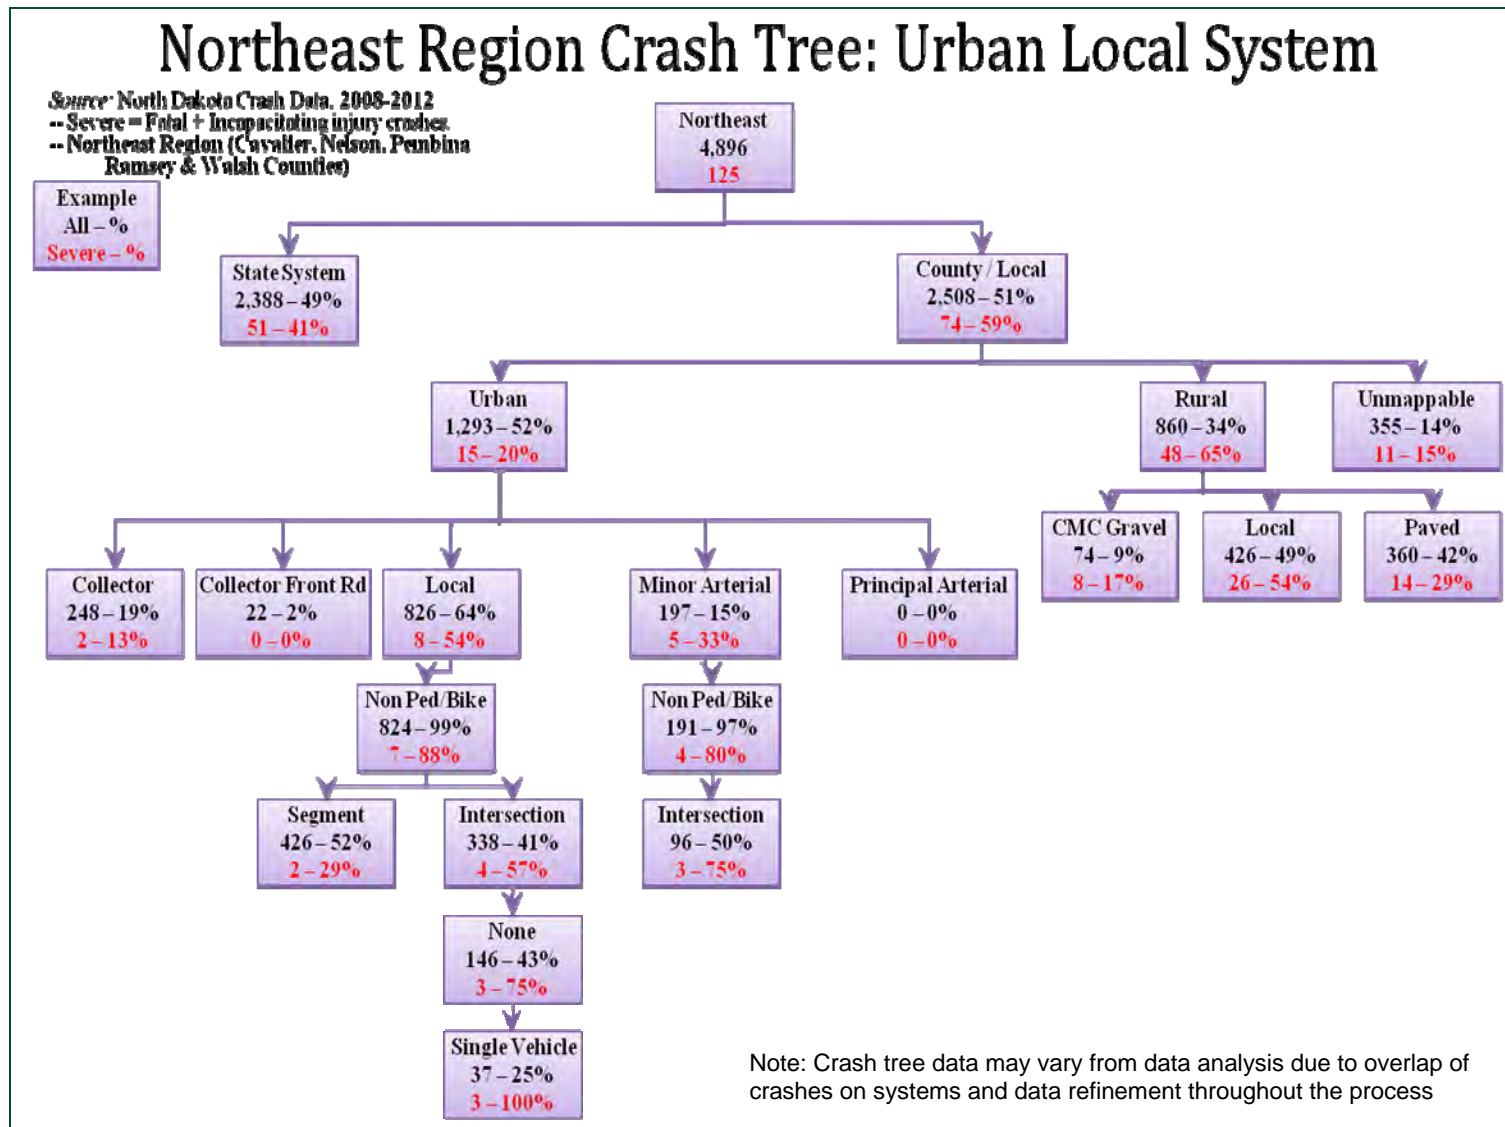 Northeast Region Crash Tree: Urban Local System
Source: North Dakota Crash Data, 2008-2012
-- Severe = Fatal + Incapacitating injury crashes
-- Northeast Region (Cavalier, Nelson, Pembina
Ramsey & Walsh Counties)
Example
All – %
Severe – %
Northeast
4,896
125
State System
2,388 – 49%
51 – 41%
County / Local
2,508 – 51%
74 – 59%
Urban
1,293 – 52%
15 – 20%
Rural
860 – 34%
48 – 65%
Unmappable
355 – 14%
11 – 15%
CMC Gravel
74 – 9%
8 – 17%
Local
426 – 49%
26 – 54%
Paved
360 – 42%
14 – 29%
Collector
248 – 19%
2 – 13%
Collector Front Rd
22 – 2%
0 – 0%
Local
826 – 64%
8 – 54%
Minor Arterial
197 – 15%
5 – 33%
Principal Arterial
0 – 0%
0 – 0%
Non Ped/Bike
824 – 99%
7 – 88%
Non Ped/Bike
191 – 97%
4 – 80%
Segment
426 – 52%
2 – 29%
Intersection
338 – 41%
4 – 57%
Intersection
96 – 50%
3 – 75%
None
146 – 43%
3 – 75%
Single Vehicle
37 – 25%
3 – 100%
Note: Crash tree data may vary from data analysis due to overlap of
crashes on systems and data refinement throughout the process